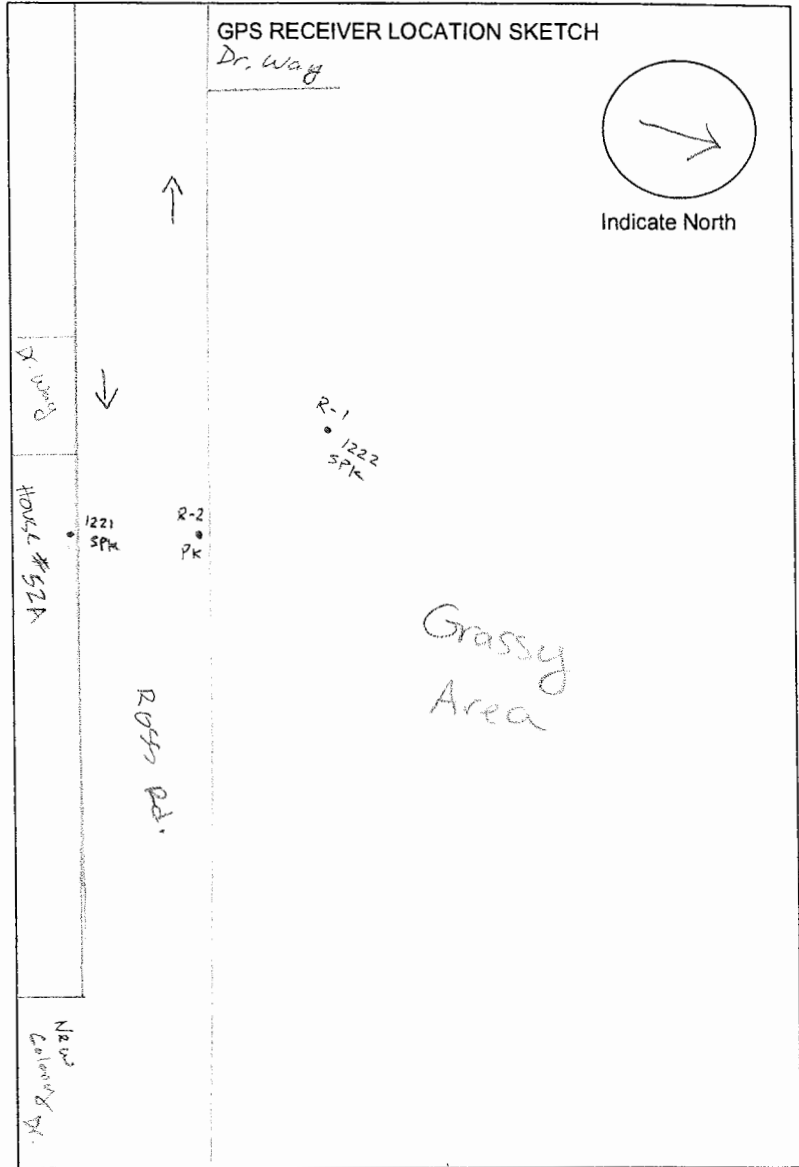 GPS RECEIVER LOCATION SKETCH
Dr. Way
Indicate North
Dr. Way
R-1
1222
SPK
House #52A
1221
SPK
R-2
PK
Grassy
Area
Ross Rd.
New
Colony Dr.